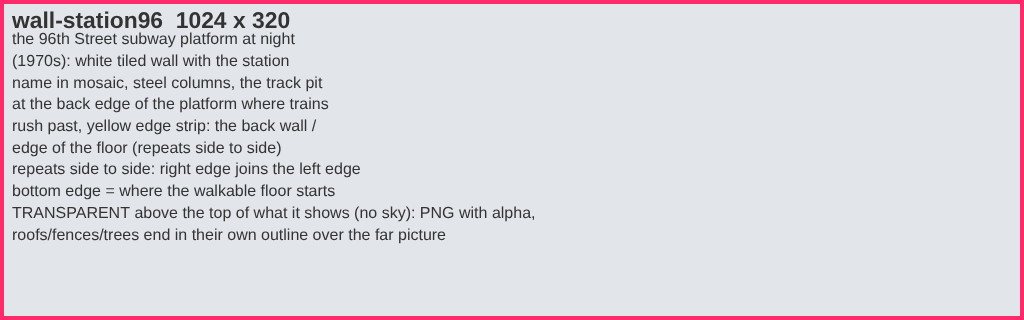 wall-station96  1024 x 320
the 96th Street subway platform at night
(1970s): white tiled wall with the station
name in mosaic, steel columns, the track pit
at the back edge of the platform where trains
rush past, yellow edge strip: the back wall /
edge of the floor (repeats side to side)
repeats side to side: right edge joins the left edge
bottom edge = where the walkable floor starts
TRANSPARENT above the top of what it shows (no sky): PNG with alpha,
roofs/fences/trees end in their own outline over the far picture